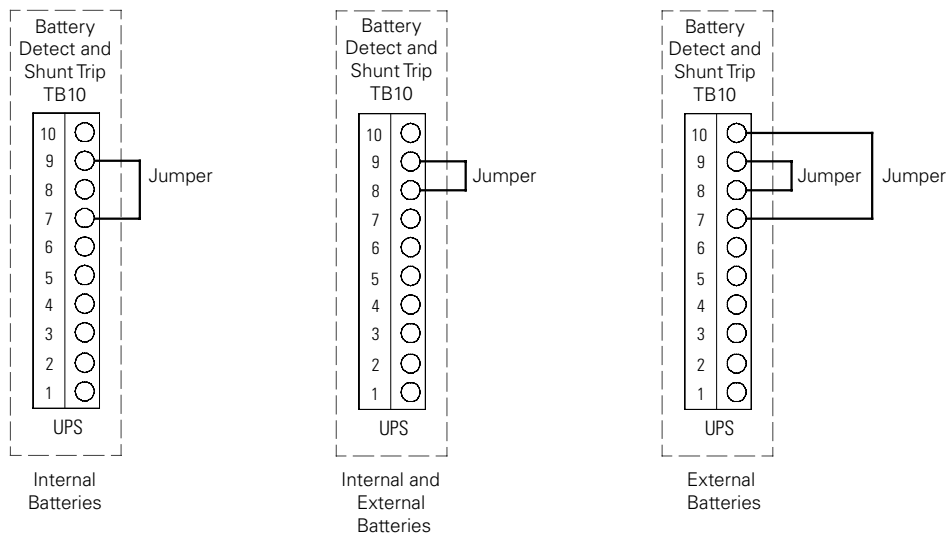 Battery
Detect and
Shunt Trip
TB10
10
9
8
7
6
5
4
3
2
1
Jumper
UPS
Internal
Batteries
Battery
Detect and
Shunt Trip
TB10
10
9
8
7
6
5
4
3
2
1
Jumper
UPS
Internal and
External
Batteries
Battery
Detect and
Shunt Trip
TB10
10
9
8
7
6
5
4
3
2
1
Jumper
Jumper
UPS
External
Batteries